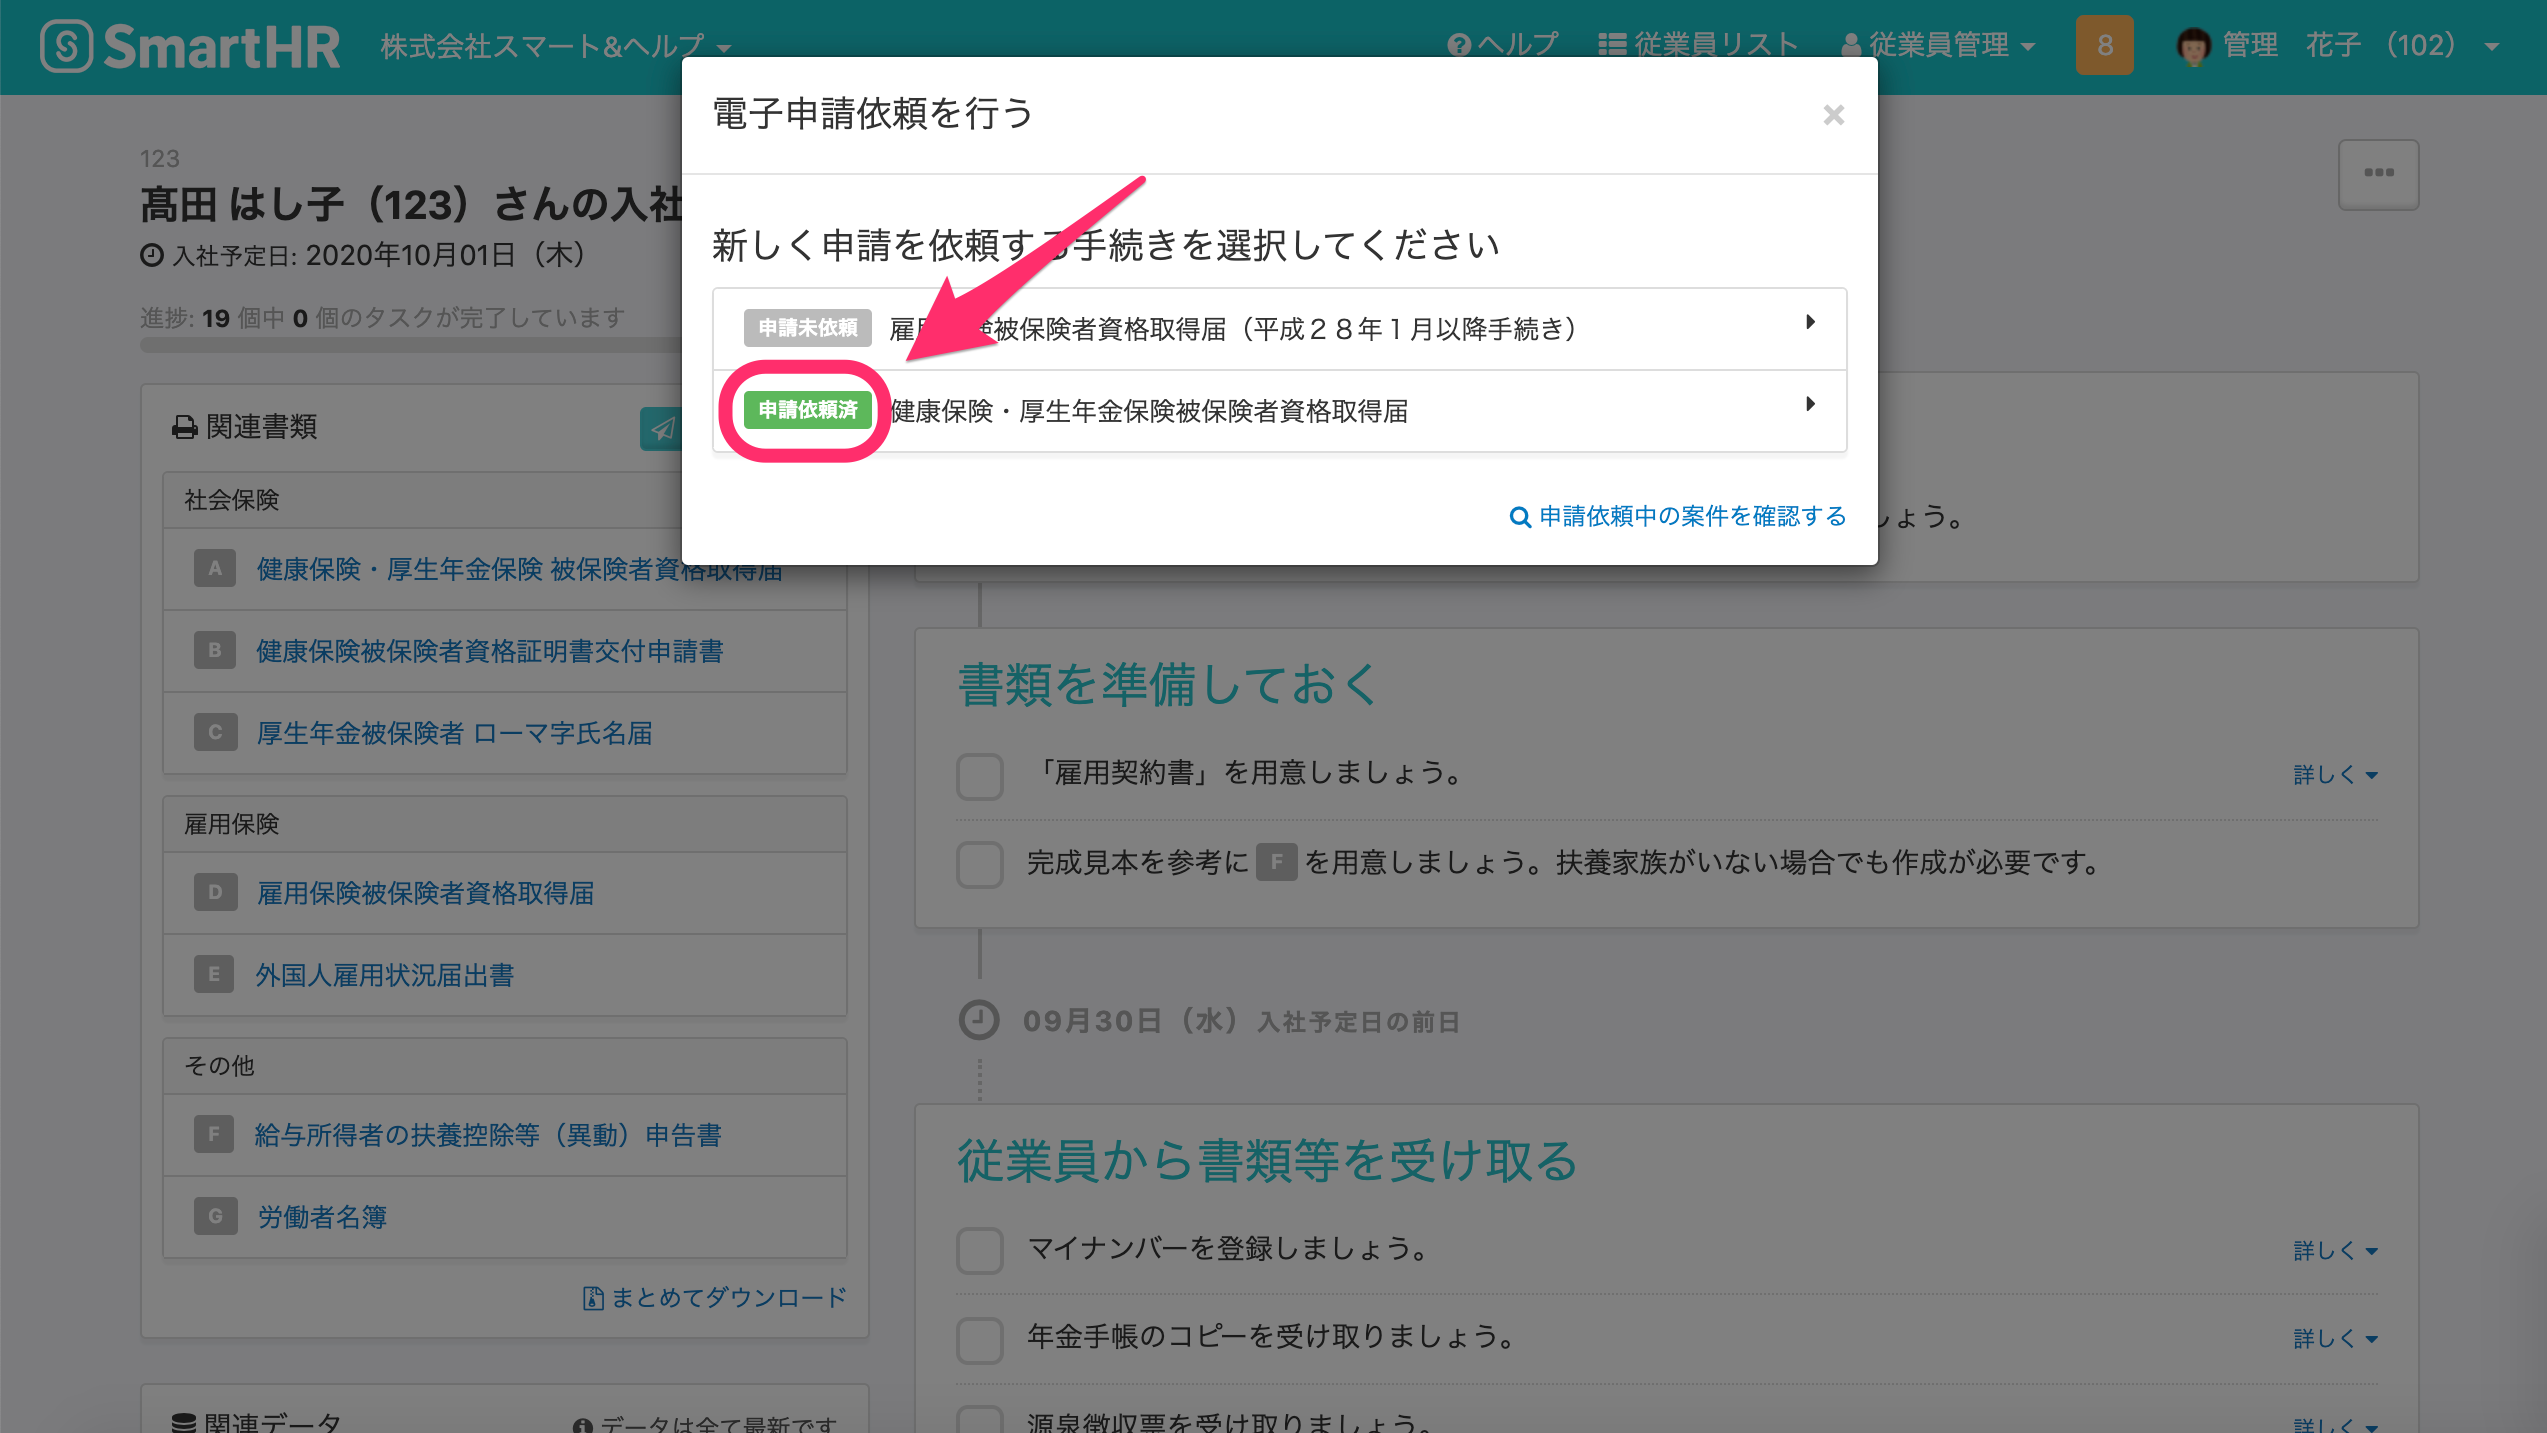 SmartHR 株式会社スマート&ヘルプ ヘルプ 従業員リスト 従業員管理 8 管理 花子 （102）
電子申請依頼を行う ×
新しく申請を依頼する手続きを選択してください
申請未依頼 雇用保険被保険者資格取得届（平成２８年１月以降手続き）
申請依頼済 健康保険・厚生年金保険被保険者資格取得届
申請依頼中の案件を確認する
123
髙田 はし子（123）さんの入社
入社予定日: 2020年10月01日（木）
進捗: 19 個中 0 個のタスクが完了しています
関連書類
社会保険
A 健康保険・厚生年金保険 被保険者資格取得届
B 健康保険被保険者資格証明書交付申請書
C 厚生年金被保険者 ローマ字氏名届
雇用保険
D 雇用保険被保険者資格取得届
E 外国人雇用状況届出書
その他
F 給与所得者の扶養控除等（異動）申告書
G 労働者名簿
まとめてダウンロード
関連データ データは全て最新です
しょう。
書類を準備しておく
「雇用契約書」を用意しましょう。 詳しく
完成見本を参考に F を用意しましょう。扶養家族がいない場合でも作成が必要です。
09月30日（水）入社予定日の前日
従業員から書類等を受け取る
マイナンバーを登録しましょう。 詳しく
年金手帳のコピーを受け取りましょう。 詳しく
源泉徴収票を受け取りましょう。 詳しく